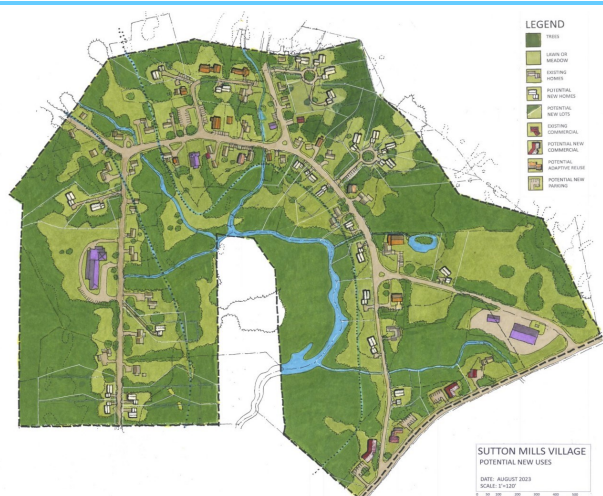 LEGEND
TREES
LAWN OR
MEADOW
EXISTING
HOMES
POTENTIAL
NEW HOMES
POTENTIAL
NEW LOTS
EXISTING
COMMERCIAL
POTENTIAL NEW
COMMERCIAL
POTENTIAL
ADAPTIVE REUSE
POTENTIAL NEW
PARKING
SUTTON MILLS VILLAGE
POTENTIAL NEW USES
DATE: AUGUST 2023
SCALE: 1"=120'